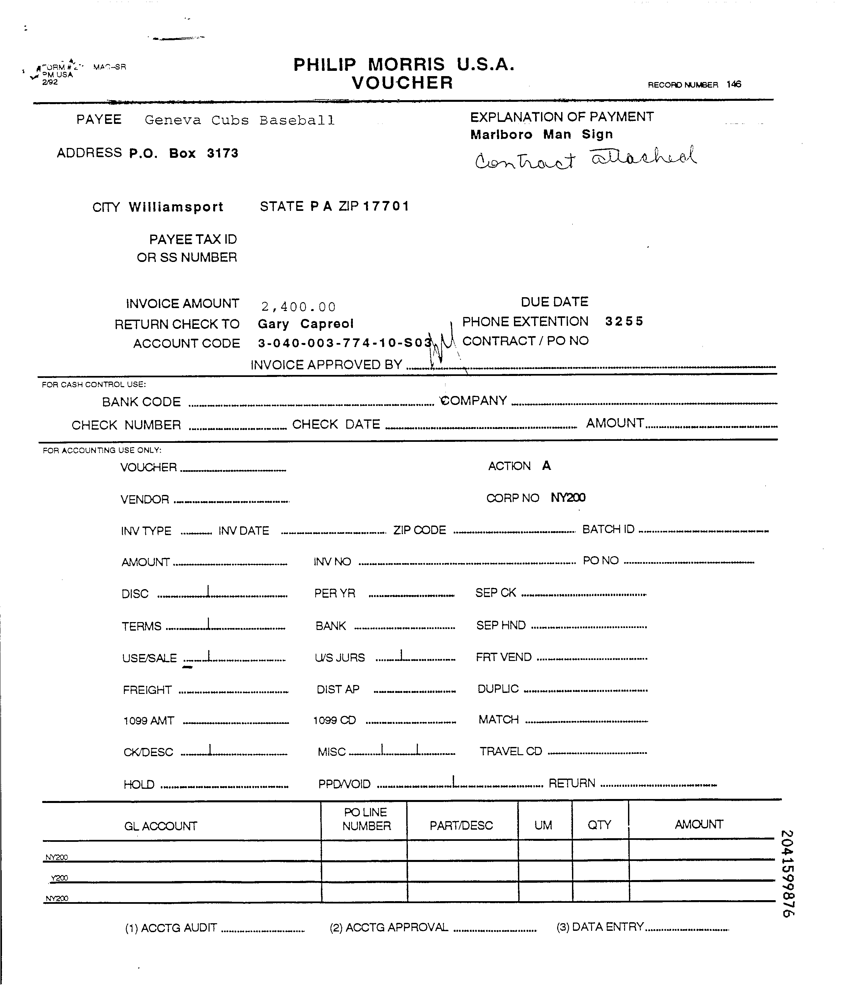 MAC-SR
PM USA
2/92
PHILIP MORRIS U.S.A.
VOUCHER
RECORD NUMBER 146
PAYEE Geneva Cubs Baseball
EXPLANATION OF PAYMENT
Marlboro Man Sign
ADDRESS P.O. Box 3173
Contract attached
CITY Williamsport STATE PA ZIP 17701
PAYEE TAX ID
OR SS NUMBER
INVOICE AMOUNT 2,400.00 DUE DATE
RETURN CHECK TO Gary Capreol PHONE EXTENTION 3255
ACCOUNT CODE 3-040-003-774-10-S03 CONTRACT / PO NO
INVOICE APPROVED BY
FOR CASH CONTROL USE:
BANK CODE COMPANY
CHECK NUMBER CHECK DATE AMOUNT
FOR ACCOUNTING USE ONLY:
VOUCHER ACTION A
VENDOR CORP NO NY200
INV TYPE INV DATE ZIP CODE BATCH ID
AMOUNT INV NO PO NO
DISC PER YR SEP CK
TERMS BANK SEP HND
USE/SALE U/S JURS FRT VEND
FREIGHT DIST AP DUPLIC
1099 AMT 1099 CD MATCH
CK/DESC MISC TRAVEL CD
HOLD PPD/VOID RETURN
GL ACCOUNT PO LINE NUMBER PART/DESC UM QTY AMOUNT
NY200
Y200
NY200
(1) ACCTG AUDIT (2) ACCTG APPROVAL (3) DATA ENTRY
2041599876